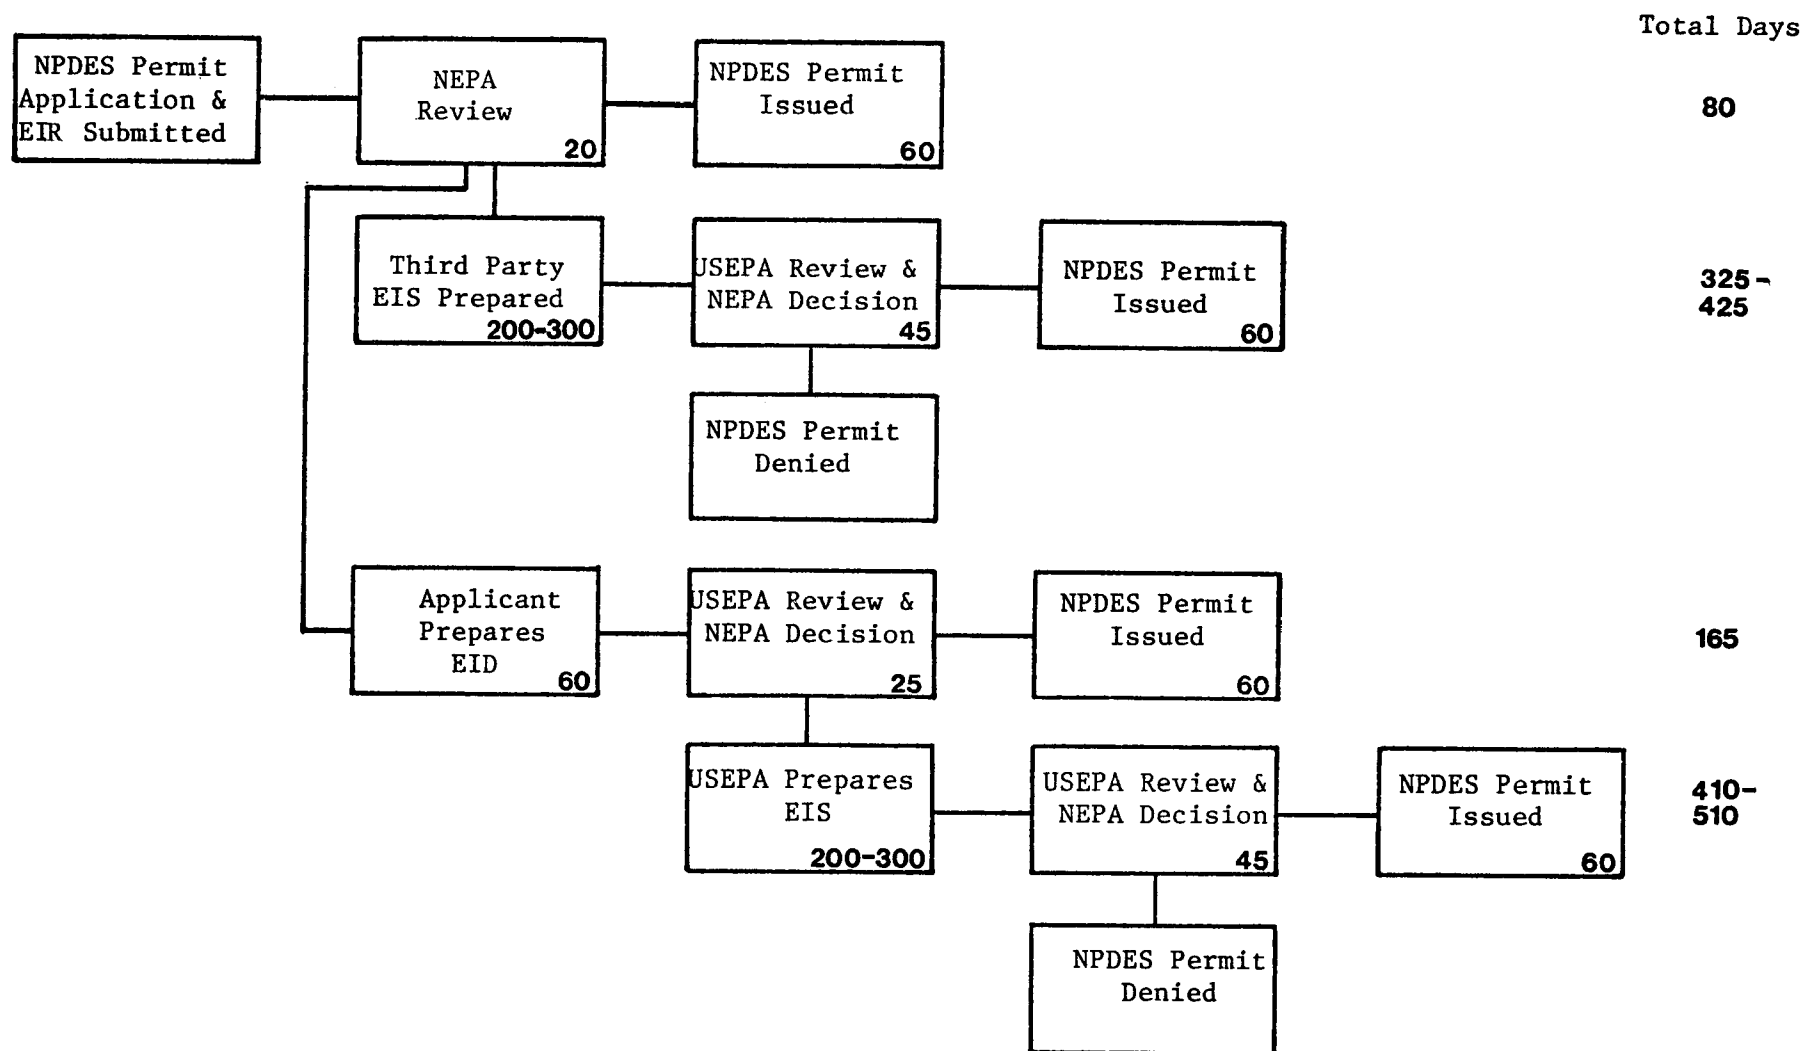 Total Days
NPDES Permit
Application &
EIR Submitted
NEPA
Review
20
NPDES Permit
Issued
60
80
Third Party
EIS Prepared
200-300
USEPA Review &
NEPA Decision
45
NPDES Permit
Issued
60
325-
425
NPDES Permit
Denied
Applicant
Prepares
EID
60
USEPA Review &
NEPA Decision
25
NPDES Permit
Issued
60
165
USEPA Prepares
EIS
200-300
USEPA Review &
NEPA Decision
45
NPDES Permit
Issued
60
410-
510
NPDES Permit
Denied